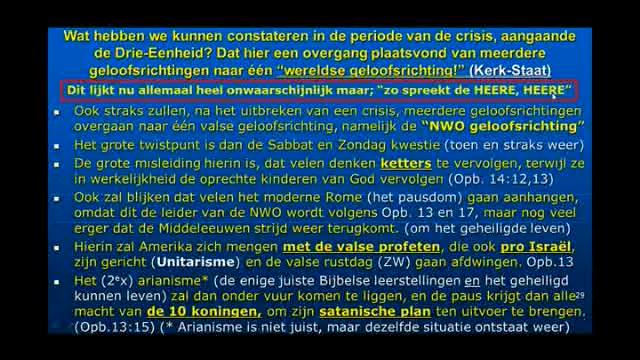 Wat hebben we kunnen constateren in de periode van de crisis, aangaande
de Drie-Eenheid? Dat hier een overgang plaatsvond van meerdere
geloofsrichtingen naar één “wereldse geloofsrichting!” (Kerk-Staat)
Dit lijkt nu allemaal heel onwaarschijnlijk maar; “zo spreekt de HEERE, HEERE”
▪ Ook straks zullen, na het uitbreken van een crisis, meerdere geloofsrichtingen
overgaan naar één valse geloofsrichting, namelijk de “NWO geloofsrichting”
▪ Het grote twistpunt is dan de Sabbat en Zondag kwestie (toen en straks weer)
▪ De grote misleiding hierin is, dat velen denken ketters te vervolgen, terwijl ze
in werkelijkheid de oprechte kinderen van God vervolgen (Opb. 14:12,13)
▪ Ook zal blijken dat velen het moderne Rome (het pausdom) gaan aanhangen,
omdat dit de leider van de NWO wordt volgens Opb. 13 en 17, maar nog veel
erger dat de Middeleeuwen strijd weer terugkomt. (om het geheiligde leven)
▪ Hierin zal Amerika zich mengen met de valse profeten, die ook pro Israël,
zijn gericht (Unitarisme) en de valse rustdag (ZW) gaan afdwingen. Opb.13
▪ Het (2ᵉx) arianisme* (de enige juiste Bijbelse leerstellingen en het geheiligd
kunnen leven) zal dan onder vuur komen te liggen, en de paus krijgt dan alle 29
macht van de 10 koningen, om zijn satanische plan ten uitvoer te brengen.
(Opb.13:15) (* Arianisme is niet juist, maar dezelfde situatie ontstaat weer)